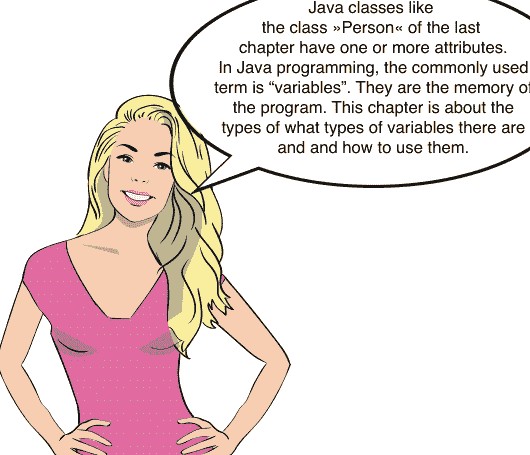 Java classes like
the class »Person« of the last
chapter have one or more attributes.
In Java programming, the commonly used
term is “variables”. They are the memory of
the program. This chapter is about the
types of what types of variables there are
and and how to use them.